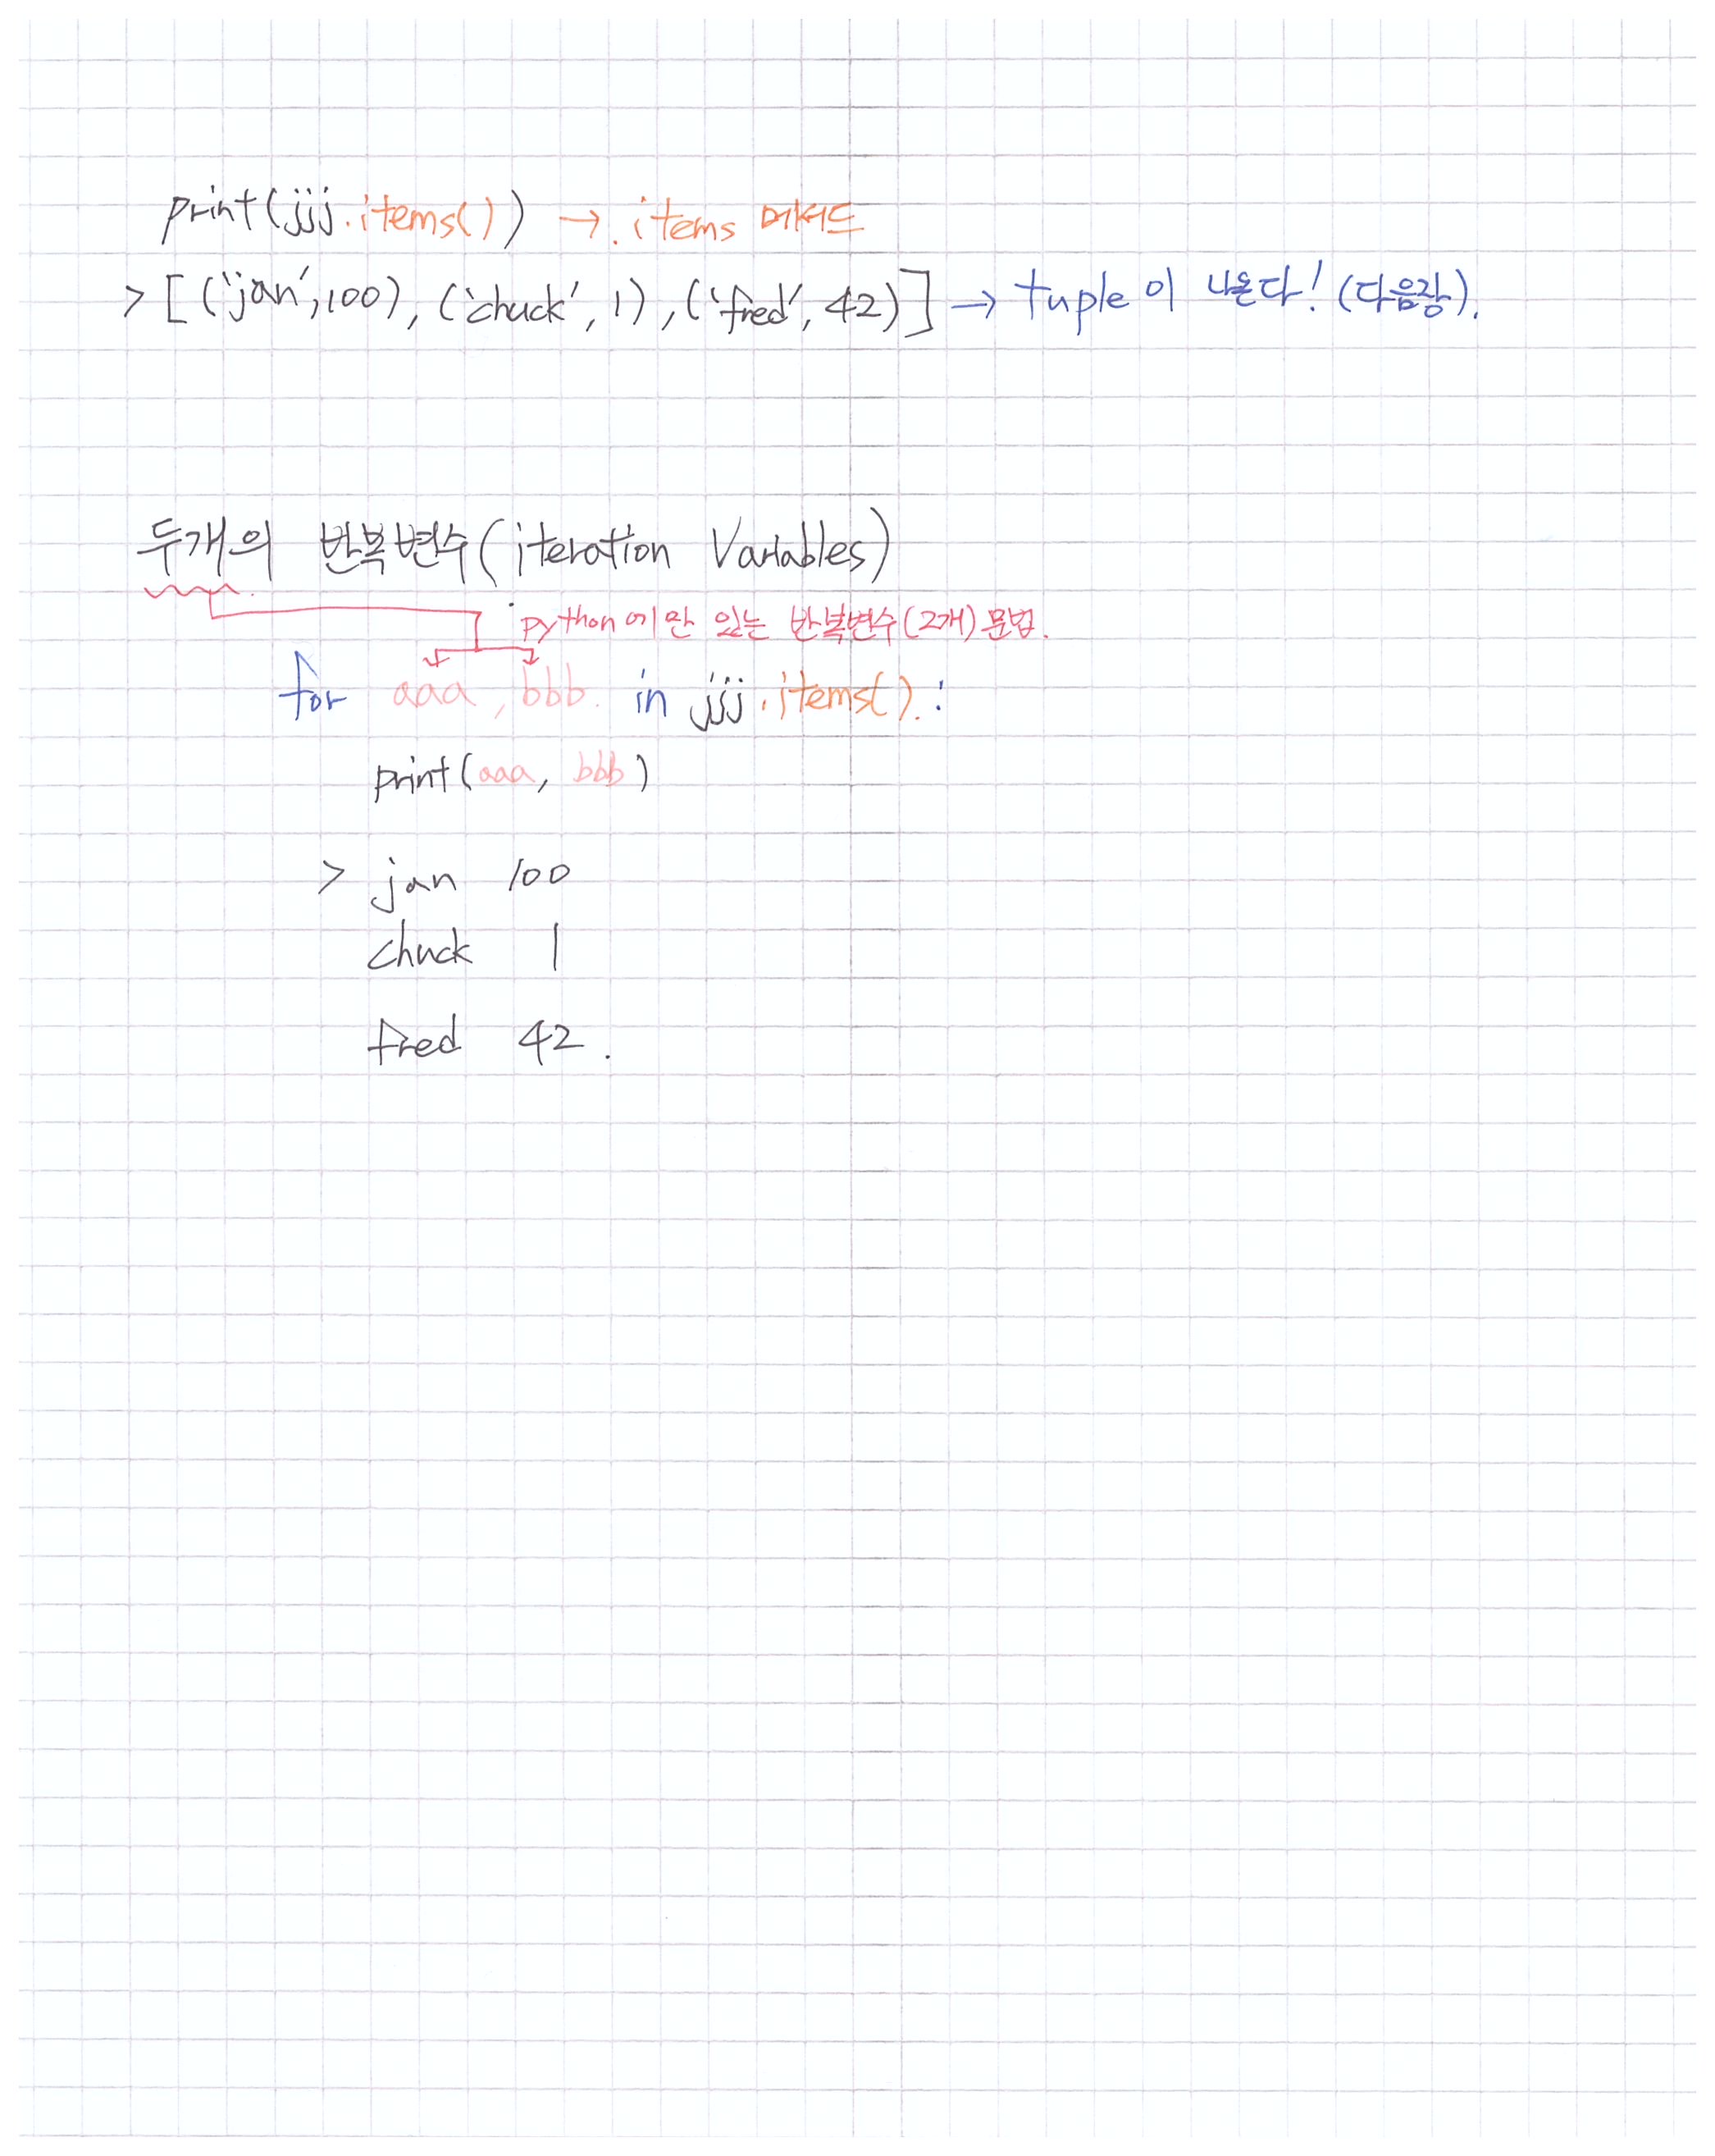 print(jjj.items()) → .items 메서드
> [('jan',100), ('chuck', 1), ('fred', 42)] → tuple이 나온다! (다음장).
두개의 반복변수(iteration Variables)
python에만 있는 반복변수(2개) 문법.
for aaa, bbb. in jjj.items(). :
print(aaa, bbb)
> jan 100
chuck 1
fred 42.